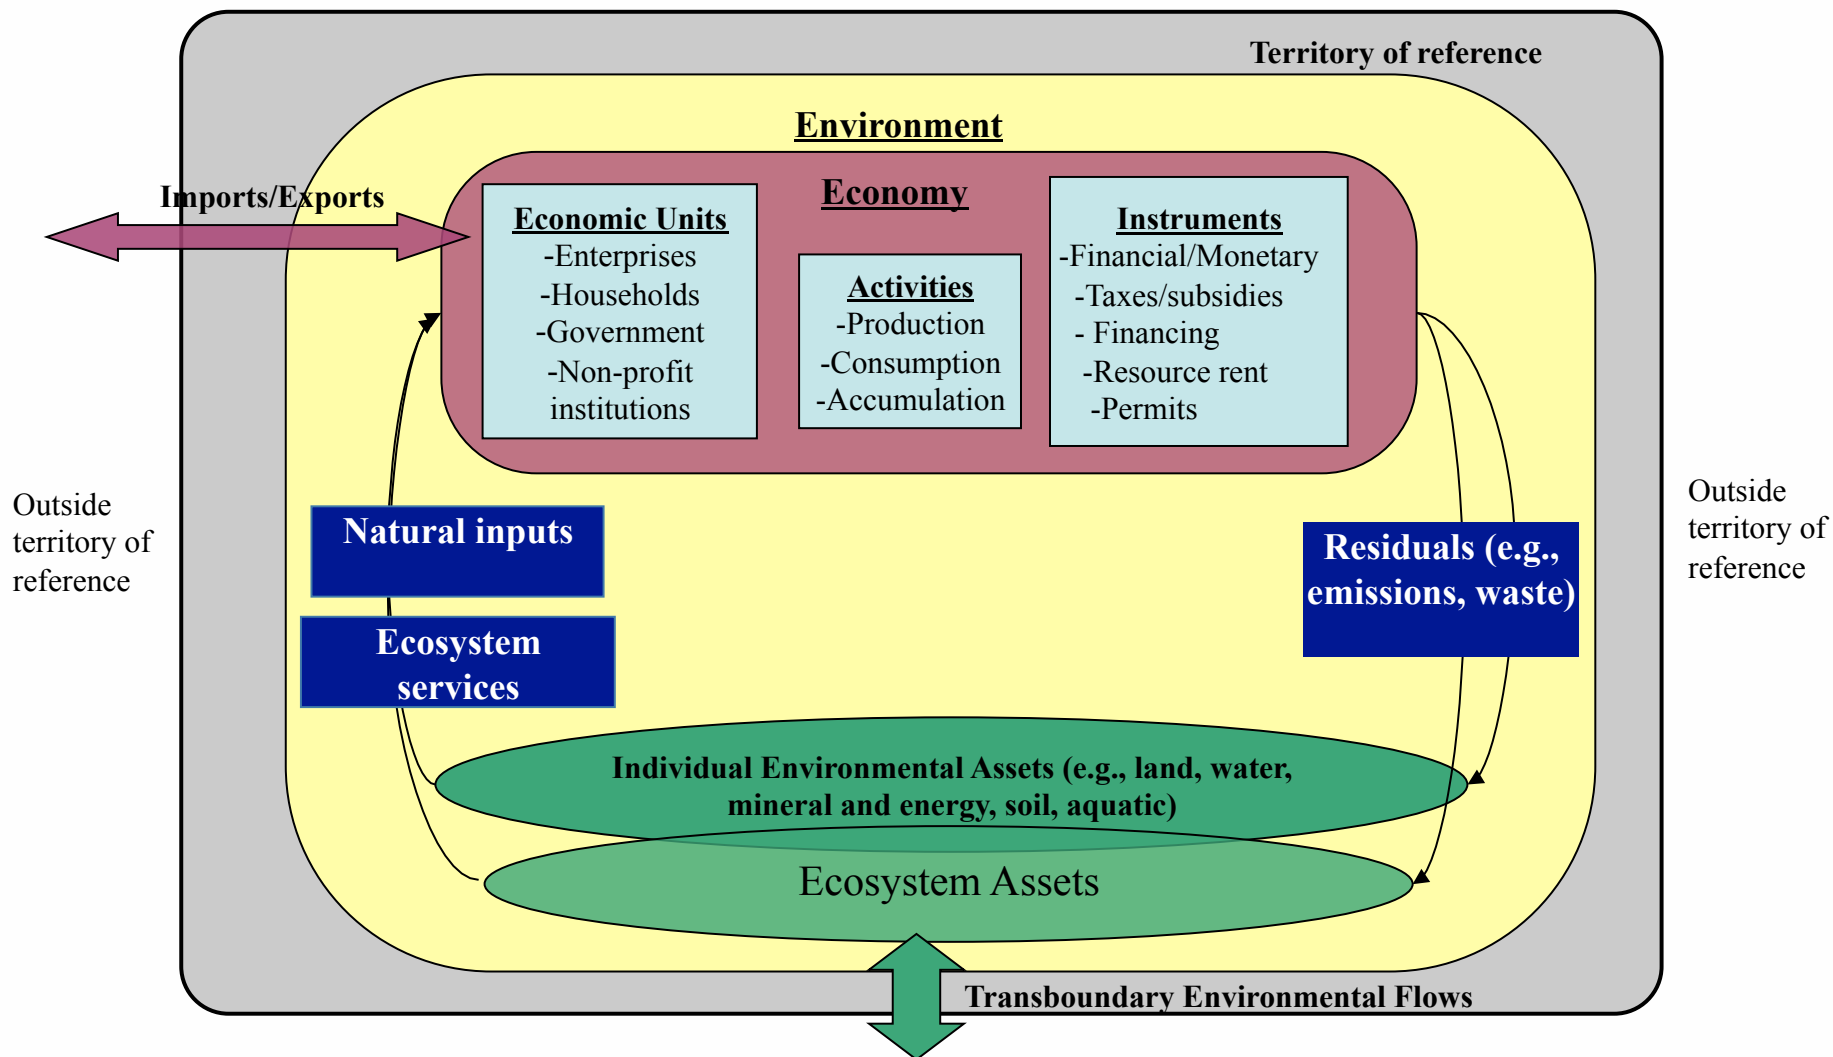 Territory of reference
Environment
Imports/Exports
Economy
Economic Units
-Enterprises
-Households
-Government
-Non-profit
institutions
Activities
-Production
-Consumption
-Accumulation
Instruments
-Financial/Monetary
-Taxes/subsidies
- Financing
-Resource rent
-Permits
Outside
territory of
reference
Natural inputs
Ecosystem
services
Residuals (e.g.,
emissions, waste)
Outside
territory of
reference
Individual Environmental Assets (e.g., land, water,
mineral and energy, soil, aquatic)
Ecosystem Assets
Transboundary Environmental Flows